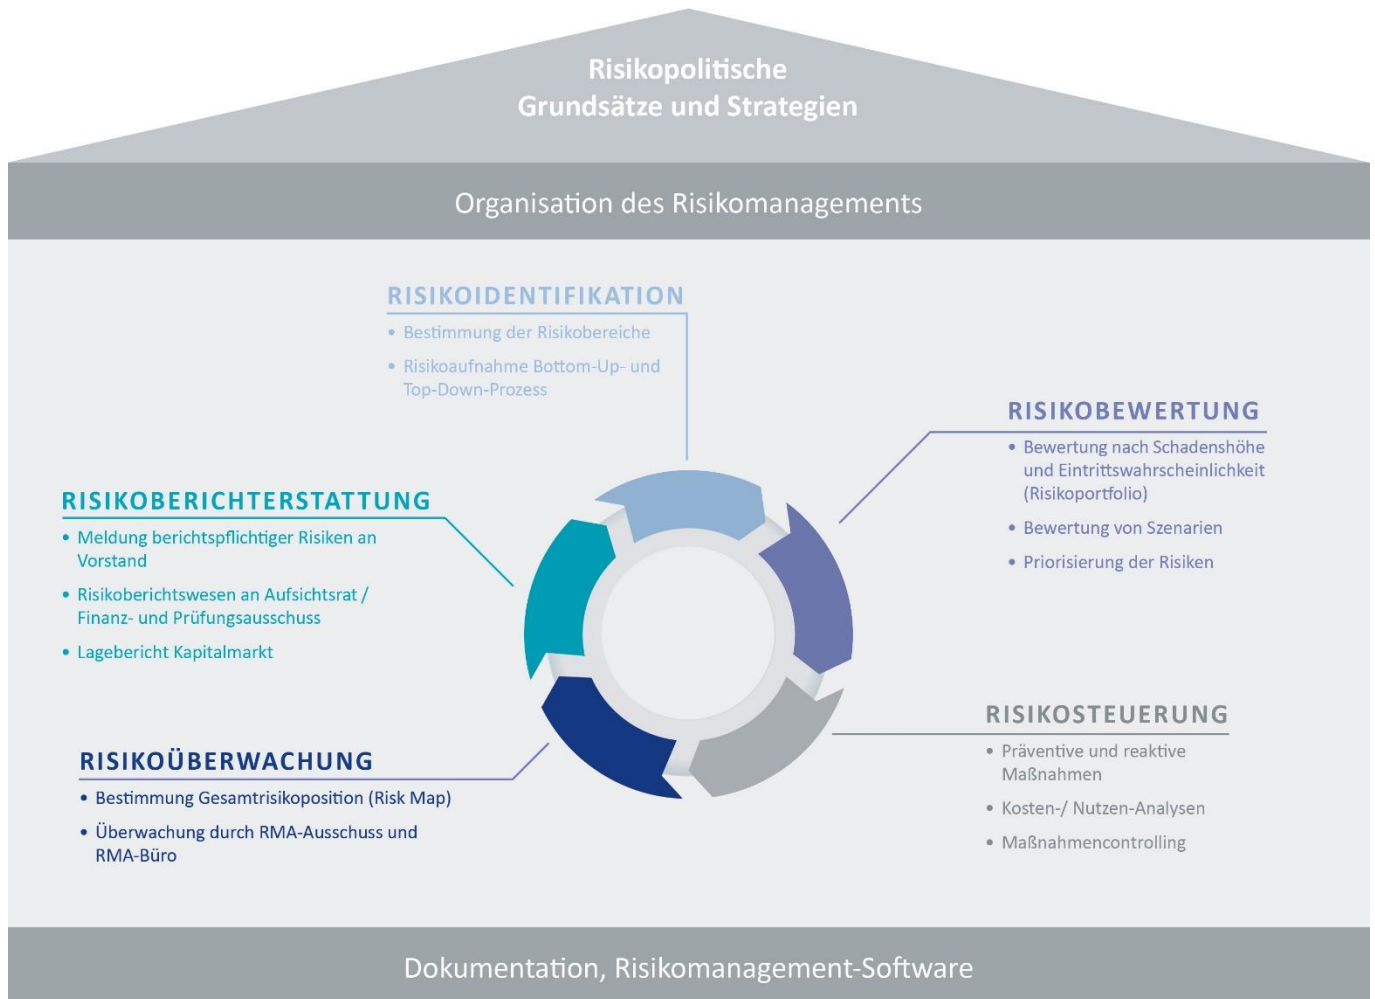 Risikopolitische
Grundsätze und Strategien
Organisation des Risikomanagements
RISIKOIDENTIFIKATION
• Bestimmung der Risikobereiche
• Risikoaufnahme Bottom-Up- und
Top-Down-Prozess
RISIKOBEWERTUNG
• Bewertung nach Schadenshöhe
und Eintrittswahrscheinlichkeit
(Risikoportfolio)
• Bewertung von Szenarien
• Priorisierung der Risiken
RISIKOSTEUERUNG
• Präventive und reaktive
Maßnahmen
• Kosten-/ Nutzen-Analysen
• Maßnahmencontrolling
RISIKOÜBERWACHUNG
• Bestimmung Gesamtrisikoposition (Risk Map)
• Überwachung durch RMA-Ausschuss und
RMA-Büro
RISIKOBERICHTERSTATTUNG
• Meldung berichtspflichtiger Risiken an
Vorstand
• Risikoberichtswesen an Aufsichtsrat /
Finanz- und Prüfungsausschuss
• Lagebericht Kapitalmarkt
Dokumentation, Risikomanagement-Software